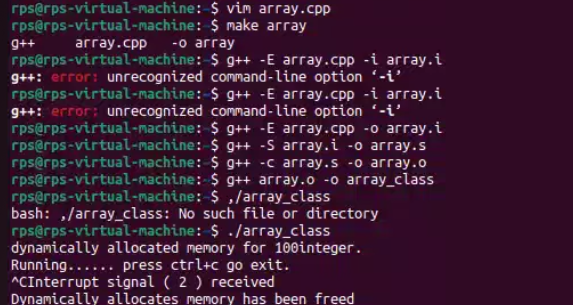 rps@rps-virtual-machine:~$ vim array.cpp
rps@rps-virtual-machine:~$ make array
g++     array.cpp   -o array
rps@rps-virtual-machine:~$ g++ -E array.cpp -i array.i
g++: error: unrecognized command-line option ‘-i’
rps@rps-virtual-machine:~$ g++ -E array.cpp -i array.i
g++: error: unrecognized command-line option ‘-i’
rps@rps-virtual-machine:~$ g++ -E array.cpp -o array.i
rps@rps-virtual-machine:~$ g++ -S array.i -o array.s
rps@rps-virtual-machine:~$ g++ -c array.s -o array.o
rps@rps-virtual-machine:~$ g++ array.o -o array_class
rps@rps-virtual-machine:~$ ,/array_class
bash: ,/array_class: No such file or directory
rps@rps-virtual-machine:~$ ./array_class
dynamically allocated memory for 100integer.
Running...... press ctrl+c go exit.
^CInterrupt signal ( 2 ) received
Dynamically allocates memory has been freed